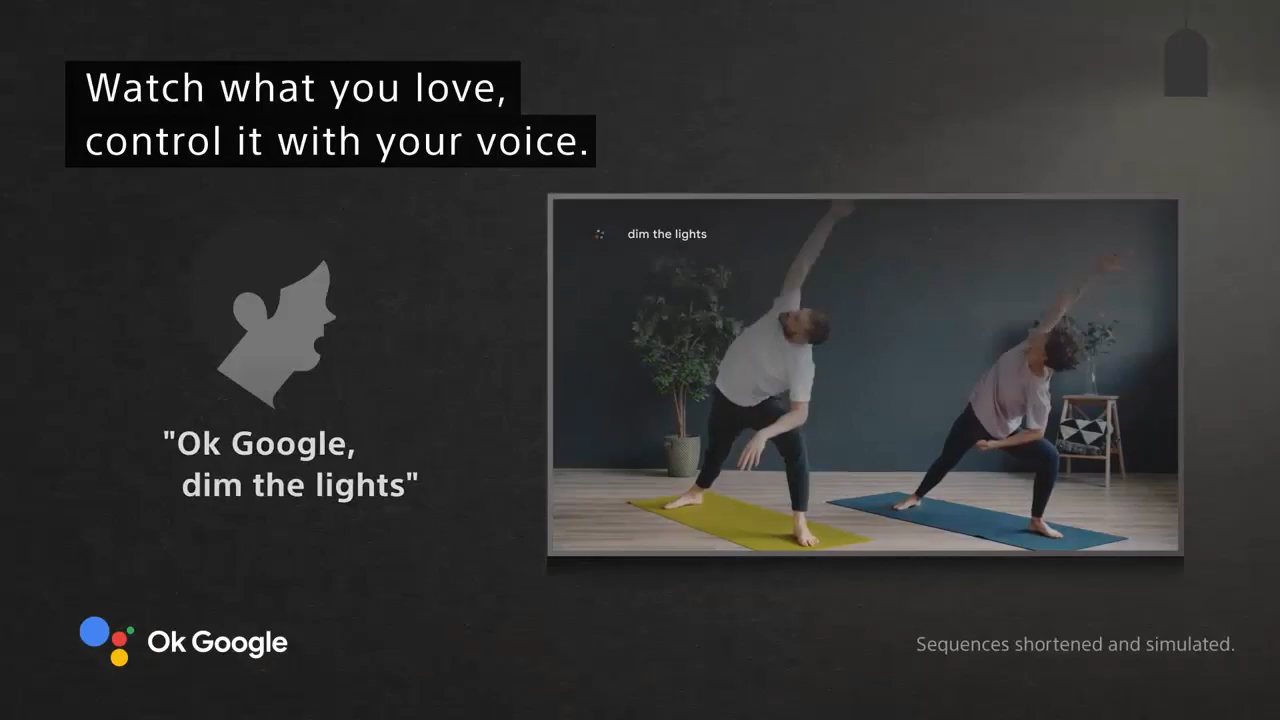 Watch what you love,
control it with your voice.
dim the lights
"Ok Google,
dim the lights"
Ok Google
Sequences shortened and simulated.